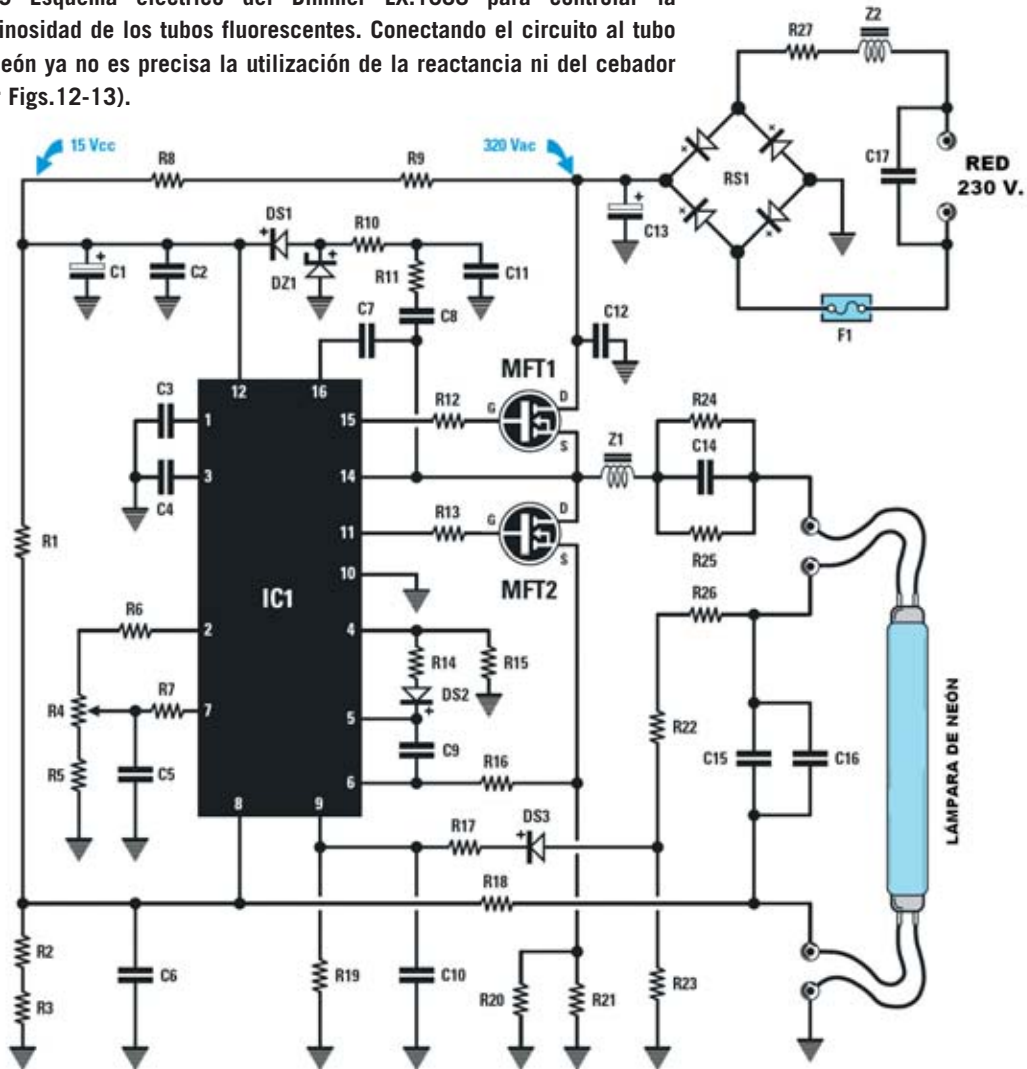 Esquema eléctrico del Dimmer LX.1638 para controlar la
de los tubos fluorescentes. Conectando el circuito al tubo
ya no es precisa la utilización de la reactancia ni del cebador
Figs.12-13).
R27
Z2
15 Vcc
R8
R9
320 Vac
RS1
C17
RED
230 V.
C13
DS1
R10
C1
C2
DZ1
R11
C11
F1
C7
C8
C12
MFT1
12
16
C3
1
15
R12
G
D
S
R24
Z1
C14
3
14
C4
R13
G
D
S
R25
11
R1
MFT2
R26
10
IC1
R6
2
4
R14
R15
DS2
R4
R7
7
5
R22
C9
R5
C5
6
R16
C15
C16
LÁMPARA DE NEÓN
8
9
DS3
R17
R18
R2
C6
R19
C10
R20
R21
R23
R3